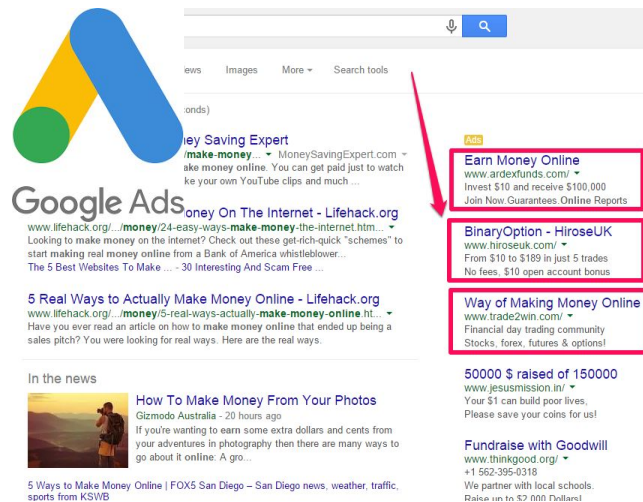 Google Ads
ews Images More Search tools
onds)
ey Saving Expert
/make-money... MoneySavingExpert.com
ake money online. You can get paid just to watch
ke your own YouTube clips and much ...
oney On The Internet - Lifehack.org
www.lifehack.org/.../money/24-easy-ways-make-money-the-internet.htm...
Looking to make money on the internet? Check out these get-rich-quick "schemes" to
start making real money online from a Bank of America whistleblower...
The 5 Best Websites To Make ... - 30 Interesting And Scam Free ...
5 Real Ways to Actually Make Money Online - Lifehack.org
www.lifehack.org/.../money/5-real-ways-actually-make-money-online.ht...
Have you ever read an article on how to make money online that ended up being a
sales pitch? You were looking for real ways. Here are the real ways.
In the news
How To Make Money From Your Photos
Gizmodo Australia - 20 hours ago
If you're wanting to earn some extra dollars and cents from
your adventures in photography then there are many ways to
go about it online: A gro...
5 Ways to Make Money Online | FOX5 San Diego – San Diego news, weather, traffic,
sports from KSWB
Ads
Earn Money Online
www.ardexfunds.com/
Invest $10 and receive $100,000
Join Now.Guarantees.Online Reports
BinaryOption - HiroseUK
www.hiroseuk.com/
From $10 to $189 in just 5 trades
No fees, $10 open account bonus
Way of Making Money Online
www.trade2win.com/
Financial day trading community
Stocks, forex, futures & options!
50000 $ raised of 150000
www.jesusmission.in/
Your $1 can build poor lives,
Please save your coins for us!
Fundraise with Goodwill
www.thinkgood.org/
+1 562-395-0318
We partner with local schools.
Raise up to $2,000 Dollars!